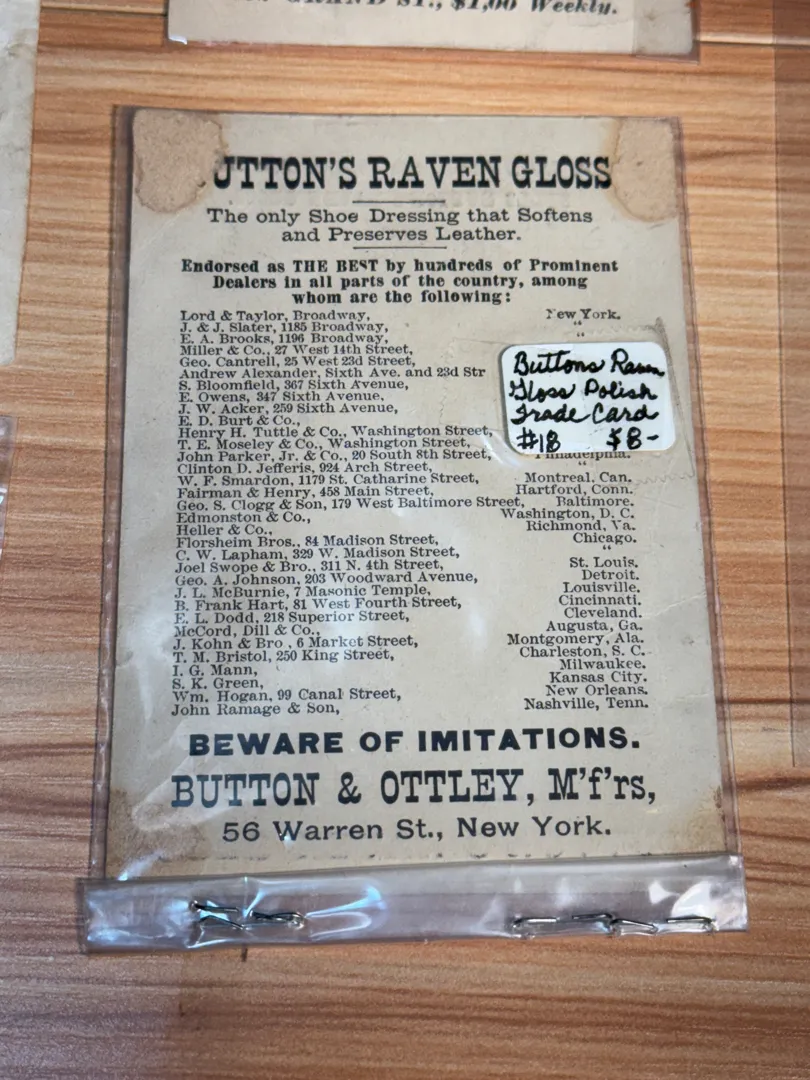 GRAND ST., $1,00 Weekly.
UTTON'S RAVEN GLOSS
The only Shoe Dressing that Softens
and Preserves Leather.
Endorsed as THE BEST by hundreds of Prominent
Dealers in all parts of the country, among
whom are the following:
Lord & Taylor, Broadway, New York.
J. & J. Slater, 1185 Broadway, "
E. A. Brooks, 1196 Broadway, "
Miller & Co., 27 West 14th Street,
Geo. Cantrell, 25 West 23d Street,
Andrew Alexander, Sixth Ave. and 23d Str
S. Bloomfield, 367 Sixth Avenue,
E. Owens, 347 Sixth Avenue,
J. W. Acker, 259 Sixth Avenue,
E. D. Burt & Co.,
Henry H. Tuttle & Co., Washington Street,
T. E. Moseley & Co., Washington Street,
John Parker, Jr. & Co., 20 South 8th Street, Philadelphia.
Clinton D. Jefferis, 924 Arch Street, "
W. F. Smardon, 1179 St. Catharine Street, Montreal. Can.
Fairman & Henry, 458 Main Street, Hartford, Conn.
Geo. S. Clogg & Son, 179 West Baltimore Street, Baltimore.
Edmonston & Co., Washington, D. C.
Heller & Co., Richmond, Va.
Florsheim Bros., 84 Madison Street, Chicago.
C. W. Lapham, 329 W. Madison Street, "
Joel Swope & Bro., 311 N. 4th Street, St. Louis.
Geo. A. Johnson, 203 Woodward Avenue, Detroit.
J. L. McBurnie, 7 Masonic Temple, Louisville.
B. Frank Hart, 81 West Fourth Street, Cincinnati.
E. L. Dodd, 218 Superior Street, Cleveland.
McCord, Dill & Co., Augusta, Ga.
J. Kohn & Bro , 6 Market Street, Montgomery, Ala.
T. M. Bristol, 250 King Street, Charleston, S. C.
I. G. Mann, Milwaukee.
S. K. Green, Kansas City.
Wm. Hogan, 99 Canal Street, New Orleans.
John Ramage & Son, Nashville, Tenn.
BEWARE OF IMITATIONS.
BUTTON & OTTLEY, M'f'rs,
56 Warren St., New York.
Buttons Raven
Gloss Polish
Trade Card
#18 $8-